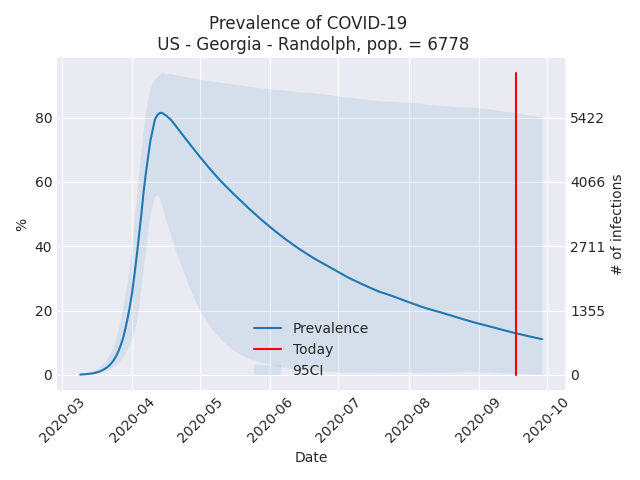 Prevalence of COVID-19
US - Georgia - Randolph, pop. = 6778
%
80
60
40
20
0
5422
4066
2711
1355
0
# of infections
Prevalence
Today
95CI
2020-03
2020-04
2020-05
2020-06
2020-07
2020-08
2020-09
2020-10
Date